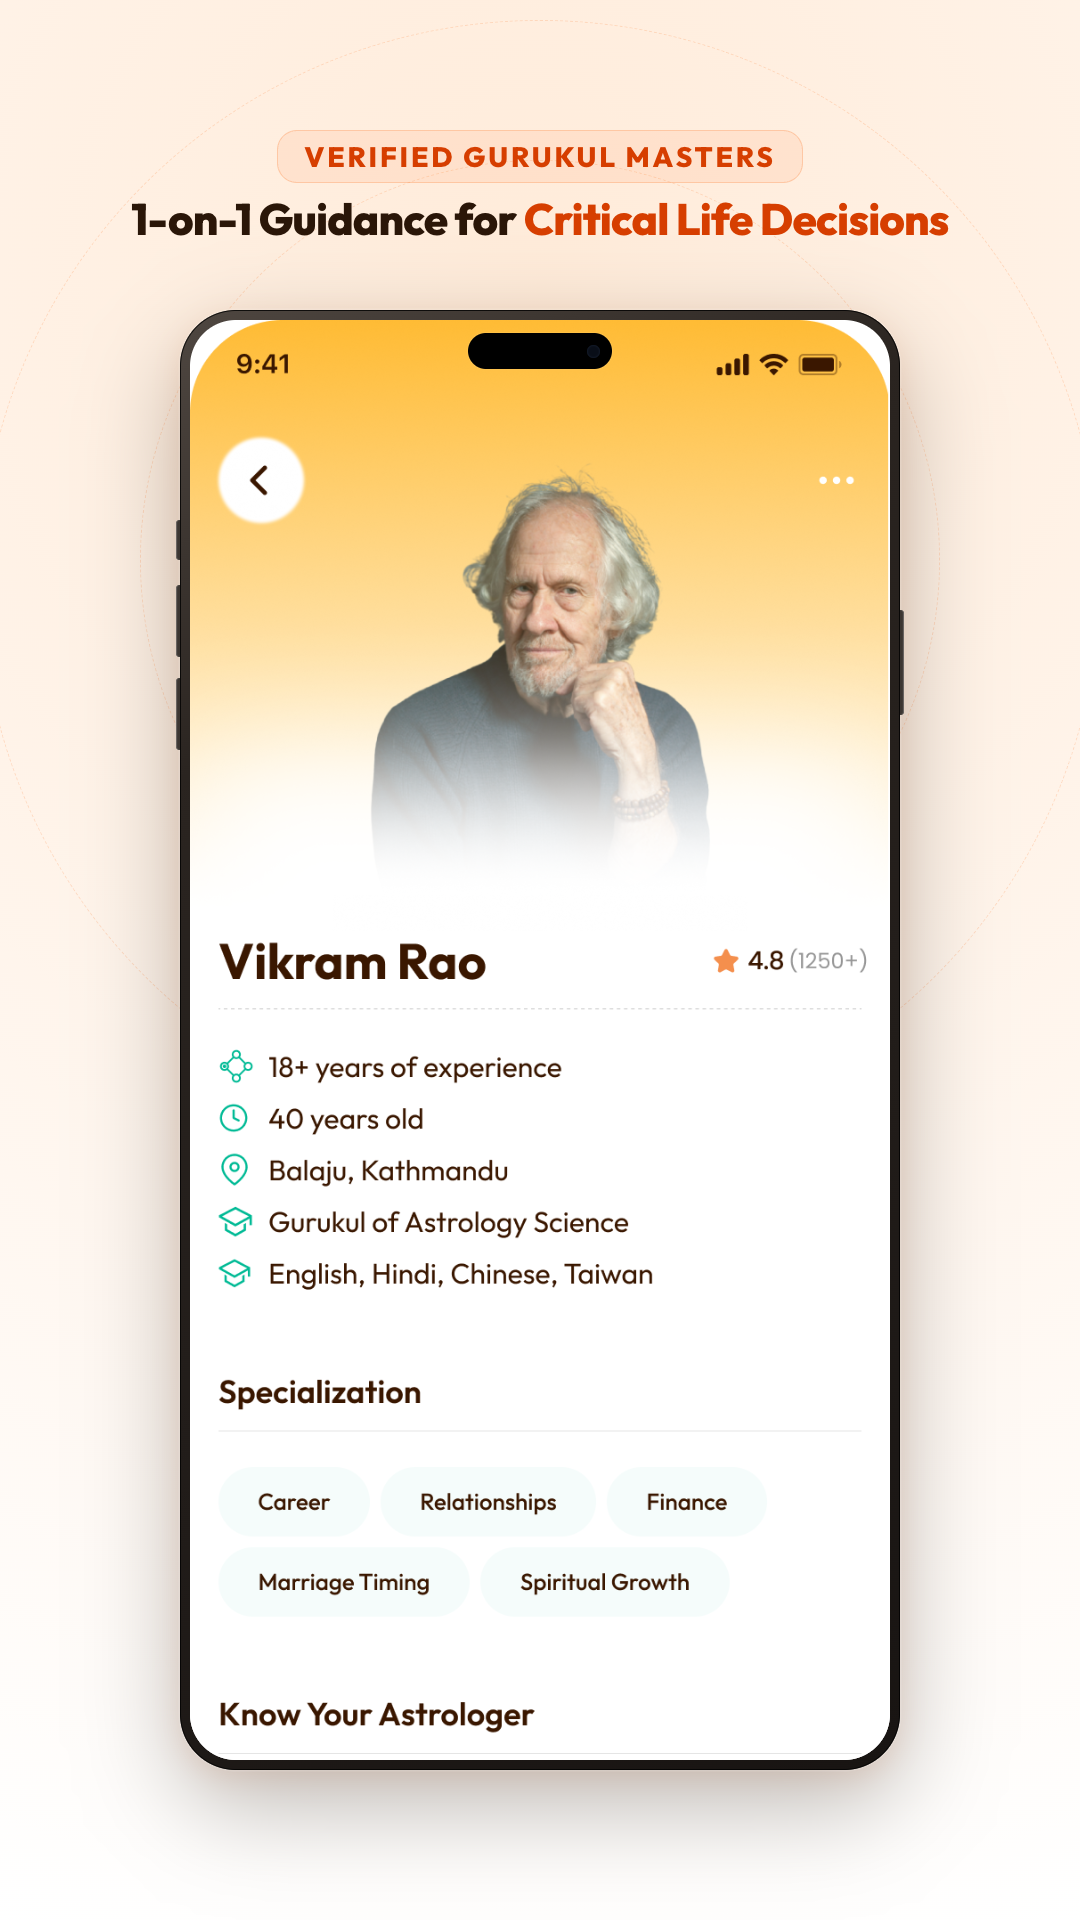 VERIFIED GURUKUL MASTERS
1-on-1 Guidance for Critical Life Decisions
9:41
Vikram Rao
4.8 (1250+)
18+ years of experience
40 years old
Balaju, Kathmandu
Gurukul of Astrology Science
English, Hindi, Chinese, Taiwan
Specialization
Career Relationships Finance
Marriage Timing Spiritual Growth
Know Your Astrologer